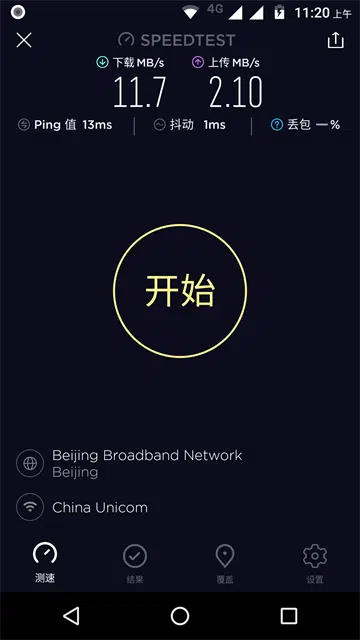 4G 11:20 上午
SPEEDTEST
下载 MB/s 上传 MB/s
11.7 2.10
Ping 值 13ms 抖动 1ms 丢包 — %
开始
Beijing Broadband Network
Beijing
China Unicom
测速 结果 覆盖 设置